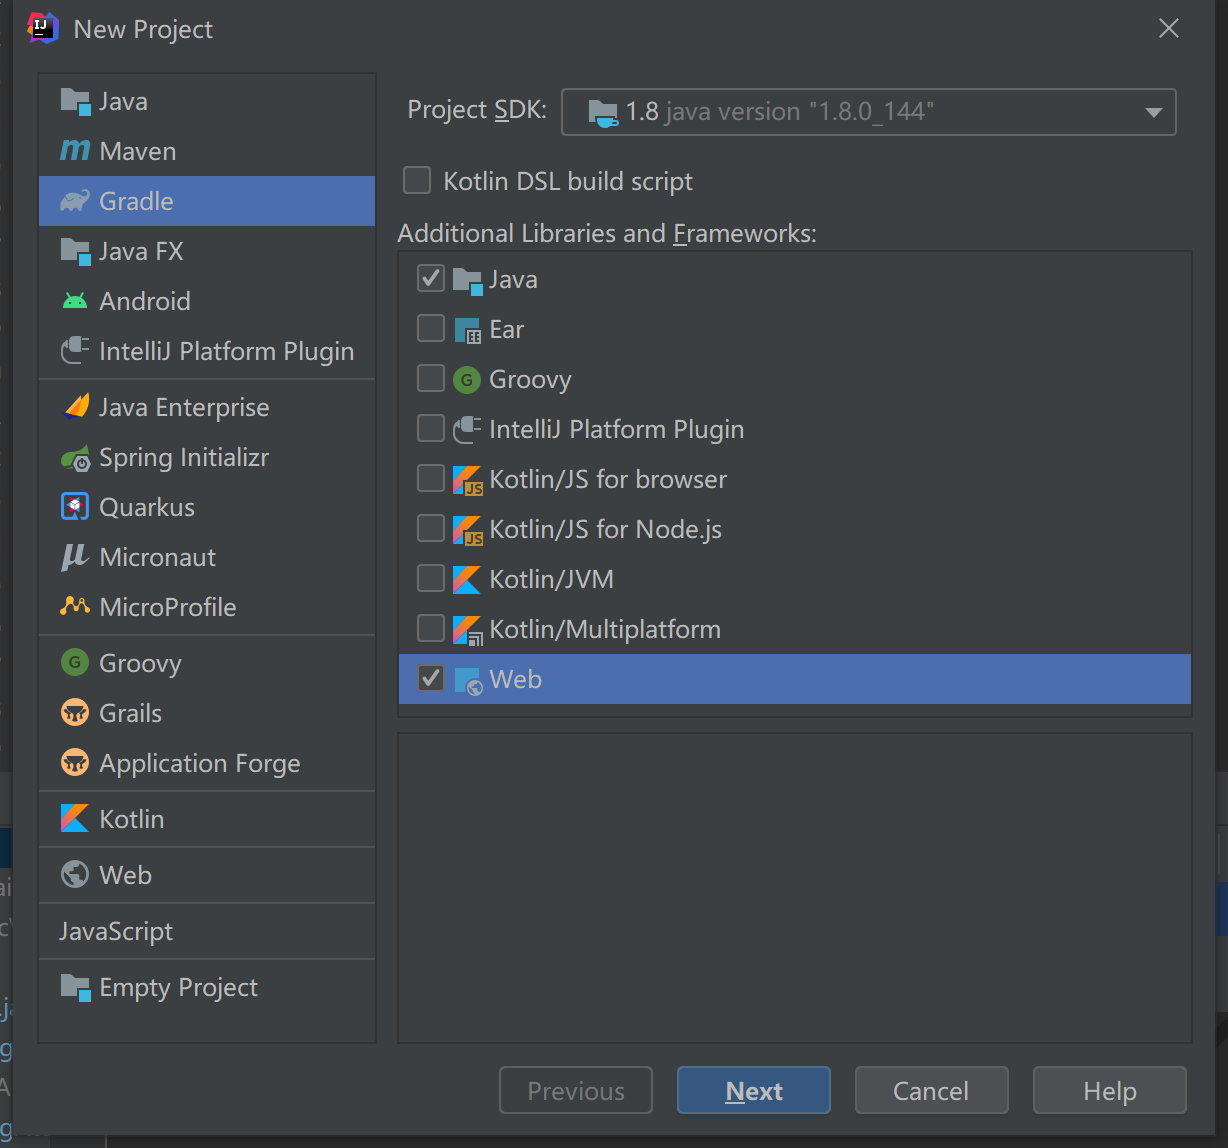 New Project
Java
Maven
Gradle
Java FX
Android
IntelliJ Platform Plugin
Java Enterprise
Spring Initializr
Quarkus
Micronaut
MicroProfile
Groovy
Grails
Application Forge
Kotlin
Web
JavaScript
Empty Project
Project SDK: 1.8 java version "1.8.0_144"
Kotlin DSL build script
Additional Libraries and Frameworks:
Java
Ear
Groovy
IntelliJ Platform Plugin
Kotlin/JS for browser
Kotlin/JS for Node.js
Kotlin/JVM
Kotlin/Multiplatform
Web
Previous Next Cancel Help